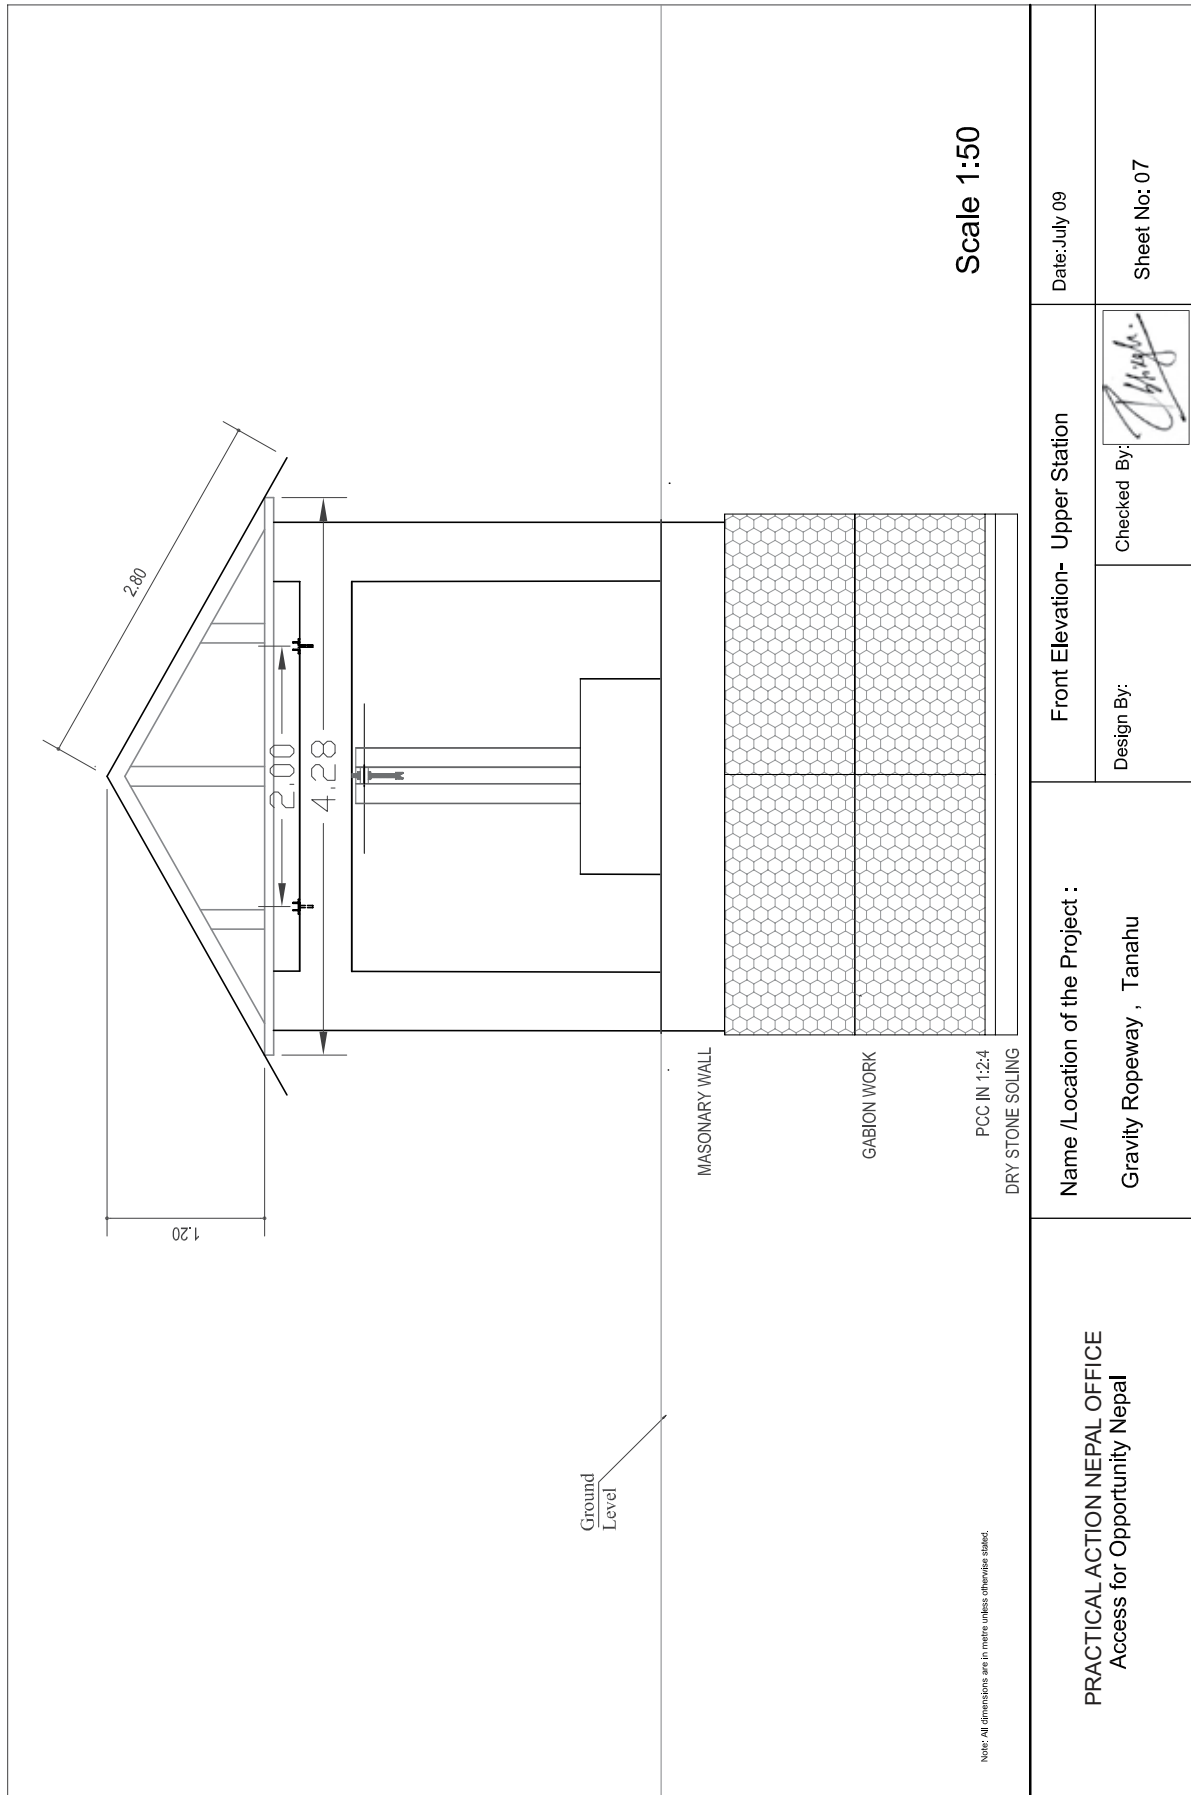 2.80
1.20
2.00
4.28
Ground
Level
MASONARY WALL
GABION WORK
PCC IN 1:2:4
DRY STONE SOLING
Scale 1:50
Note: All dimensions are in metre unless otherwise stated.
PRACTICAL ACTION NEPAL OFFICE
Access for Opportunity Nepal
Name /Location of the Project :
Gravity Ropeway , Tanahu
Front Elevation- Upper Station
Date:July 09
Design By:
Checked By:
Sheet No: 07